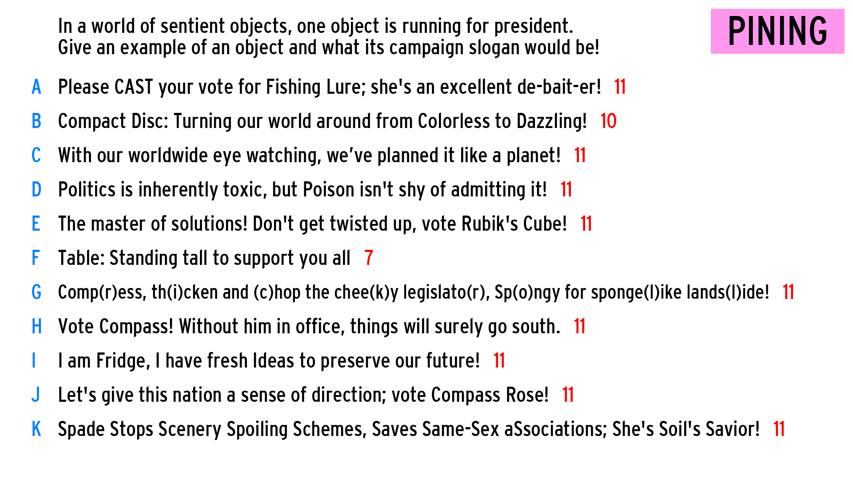 In a world of sentient objects, one object is running for president.
Give an example of an object and what its campaign slogan would be!
PINING
A Please CAST your vote for Fishing Lure; she's an excellent de-bait-er! 11
B Compact Disc: Turning our world around from Colorless to Dazzling! 10
C With our worldwide eye watching, we’ve planned it like a planet! 11
D Politics is inherently toxic, but Poison isn't shy of admitting it! 11
E The master of solutions! Don't get twisted up, vote Rubik's Cube! 11
F Table: Standing tall to support you all 7
G Comp(r)ess, th(i)cken and (c)hop the chee(k)y legislato(r), Sp(o)ngy for sponge(l)ike lands(l)ide! 11
H Vote Compass! Without him in office, things will surely go south. 11
I I am Fridge, I have fresh Ideas to preserve our future! 11
J Let's give this nation a sense of direction; vote Compass Rose! 11
K Spade Stops Scenery Spoiling Schemes, Saves Same-Sex aSsociations; She's Soil's Savior! 11